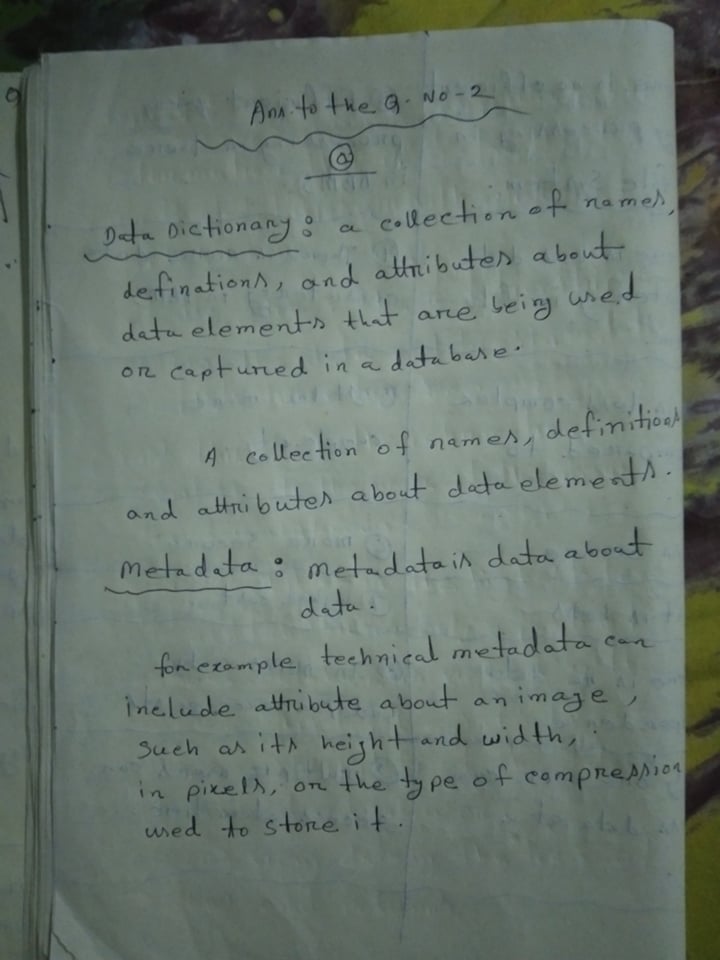 Ans. to the Q. No-2
ⓐ
Data Dictionary : a collection of names,
definations, and attributes about
data elements that are being used
or captured in a database.
A collection of names, definitions
and attributes about data elements.
Metadata : metadata is data about
data.
for example technical metadata can
include attribute about an image,
such as its height and width,
in pixels, or the type of compression
used to store it.